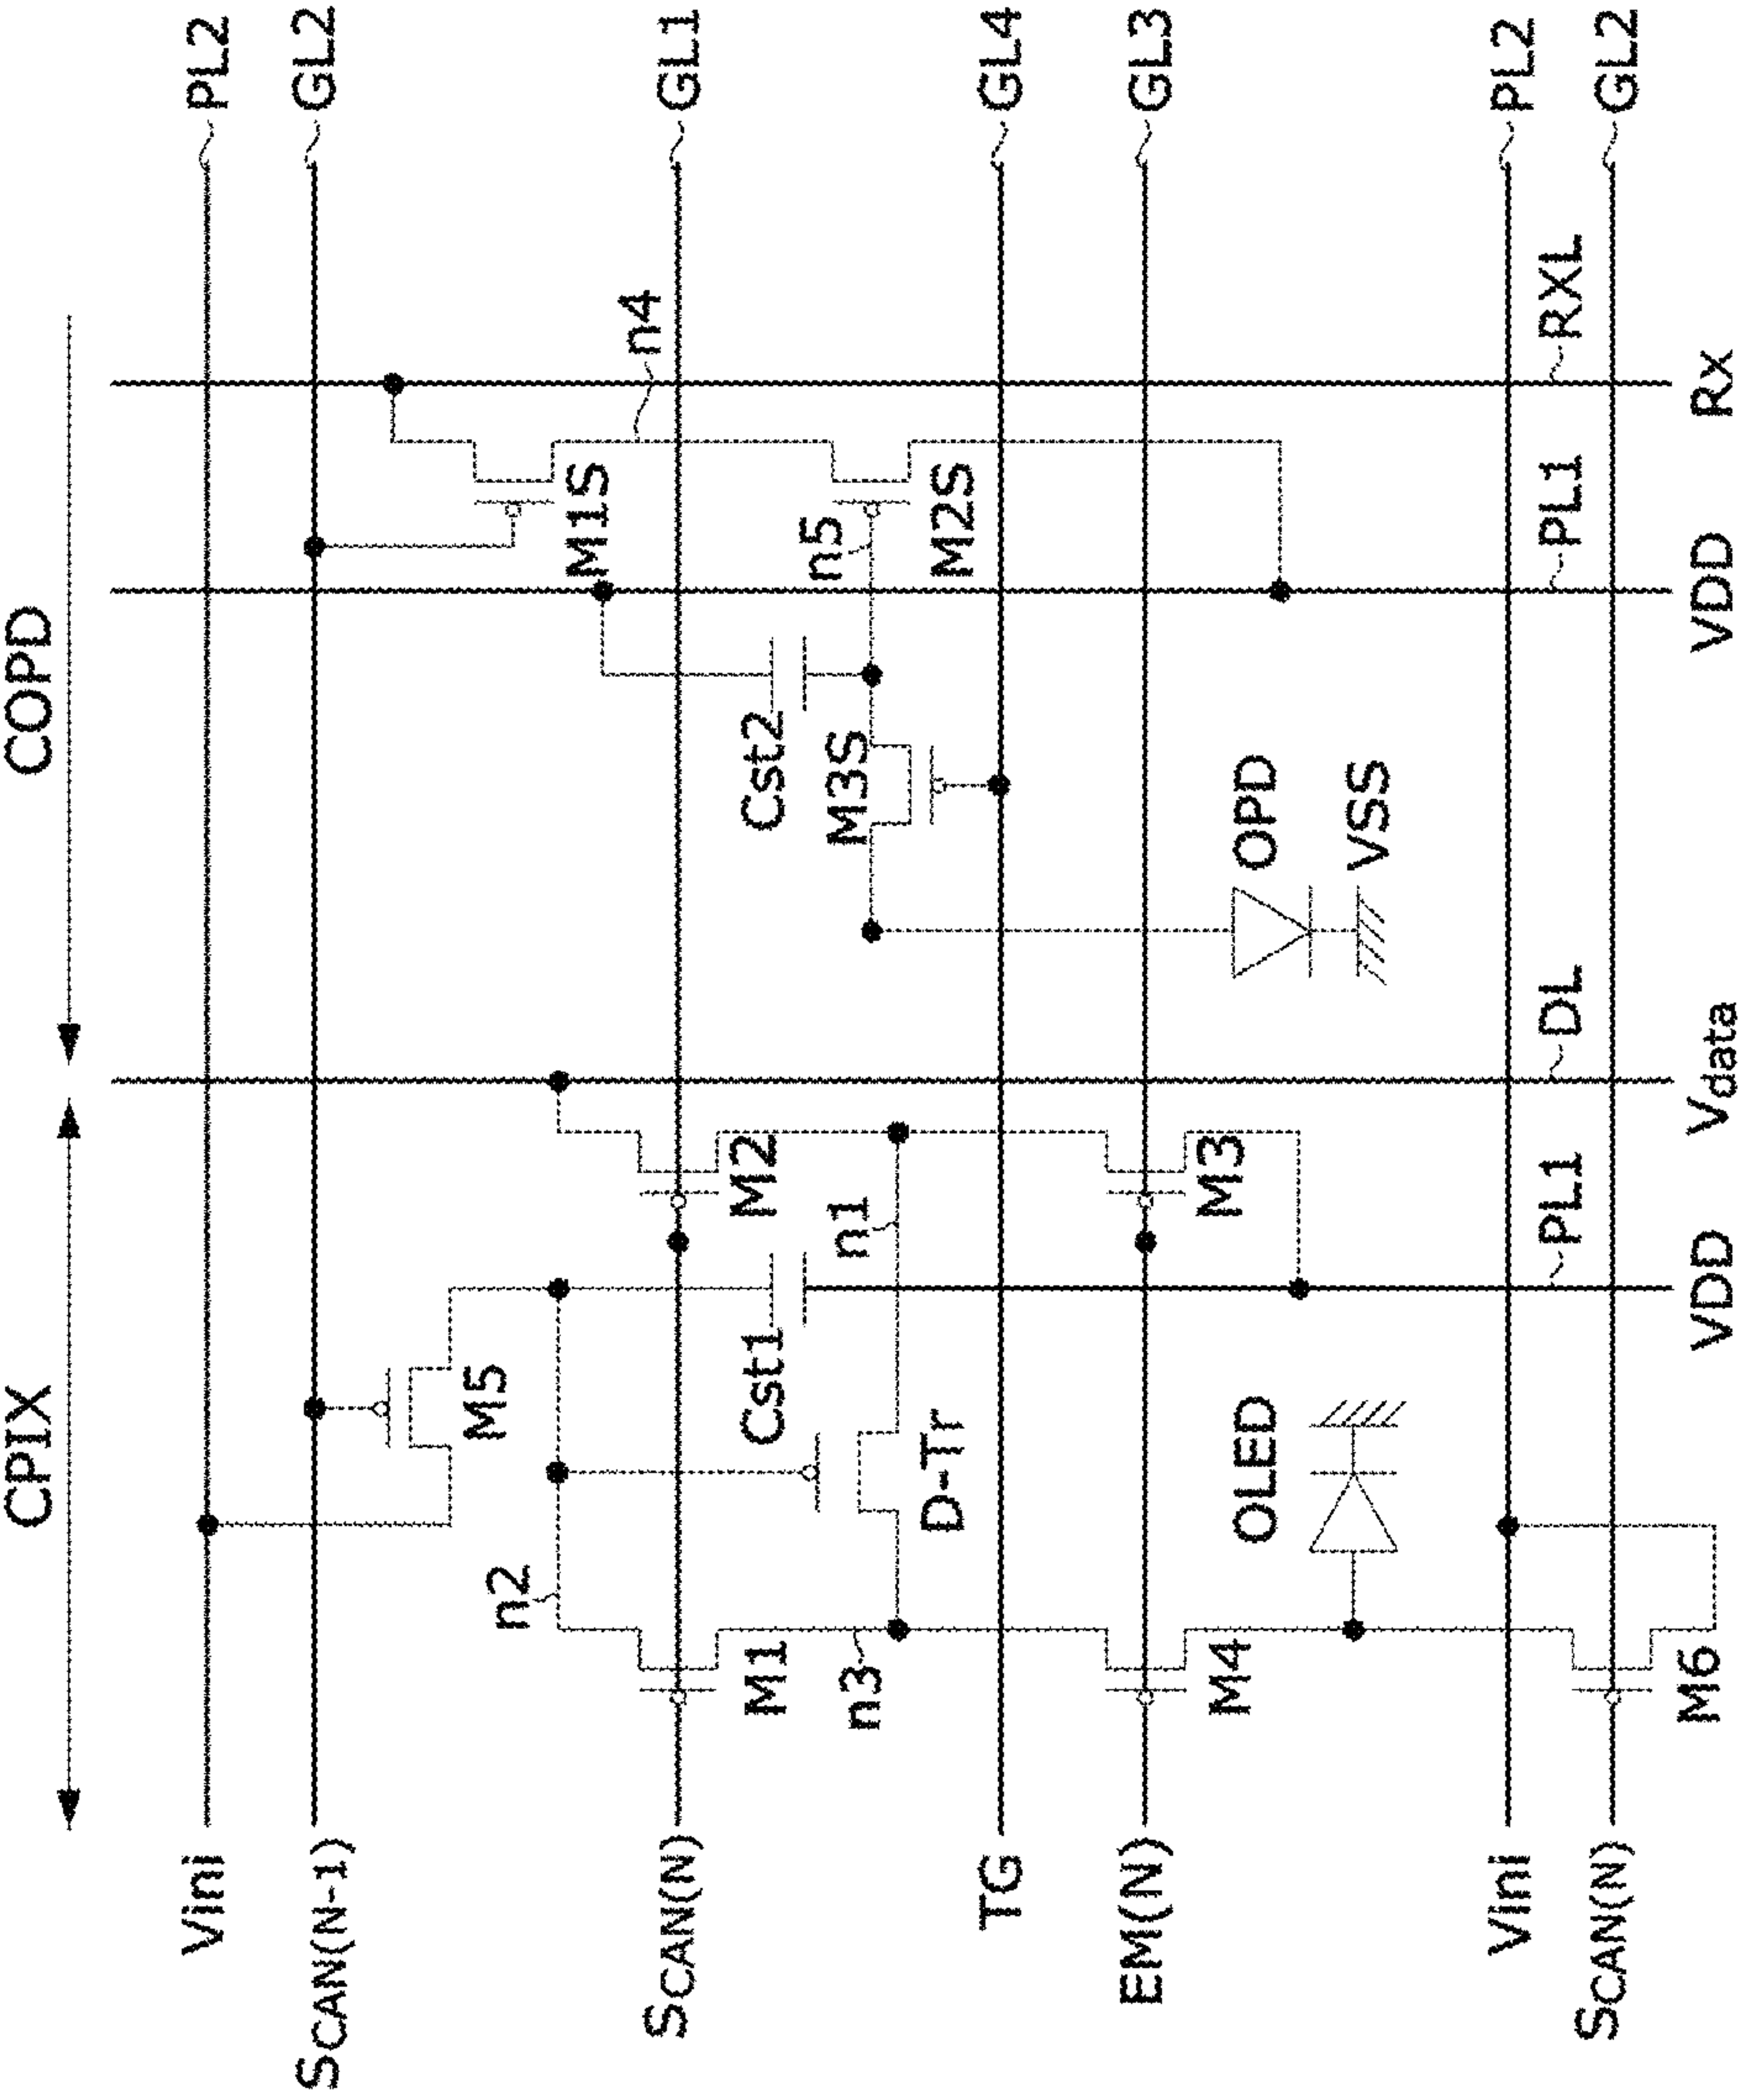 CPIX
COPD
Vini
PL2
SCAN(N-1)
GL2
M5
n2
M1S
n4
SCAN(N)
GL1
M1
Cst1
M2
Cst2
n5
n3
n1
M3S
D-Tr
M2S
TG
GL4
EM(N)
GL3
M4
M3
OLED
OPD
VSS
Vini
PL2
PL1
DL
PL1
RXL
SCAN(N)
GL2
M6
VDD
Vdata
VDD
Rx